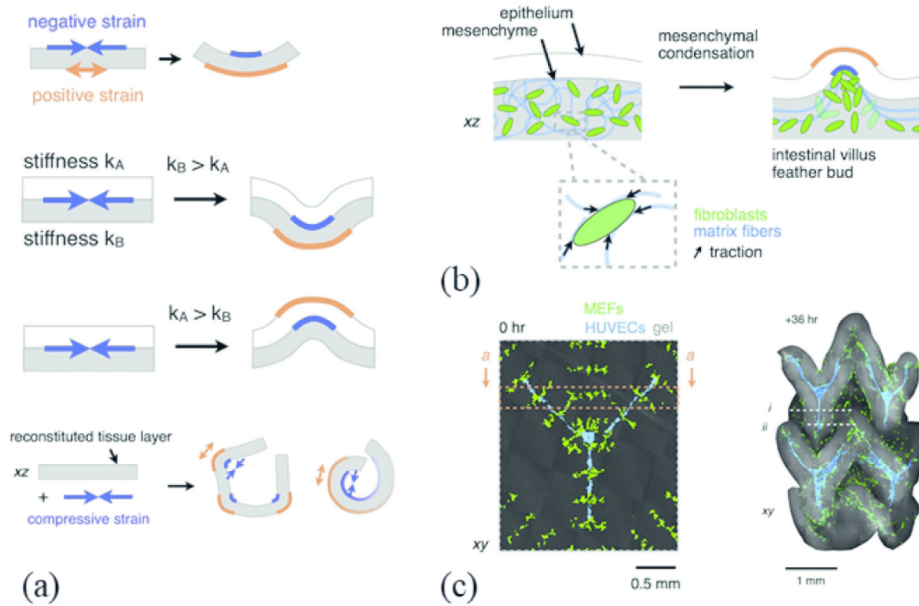 negative strain
positive strain
stiffness kA
kB > kA
stiffness kB
kA > kB
reconstituted tissue layer
xz
+
compressive strain
(a)
epithelium
mesenchyme
mesenchymal
condensation
xz
intestinal villus
feather bud
fibroblasts
matrix fibers
traction
(b)
MEFs
0 hr
HUVECs gel
a
a
xy
0.5 mm
+36 hr
i
ii
xy
1 mm
(c)